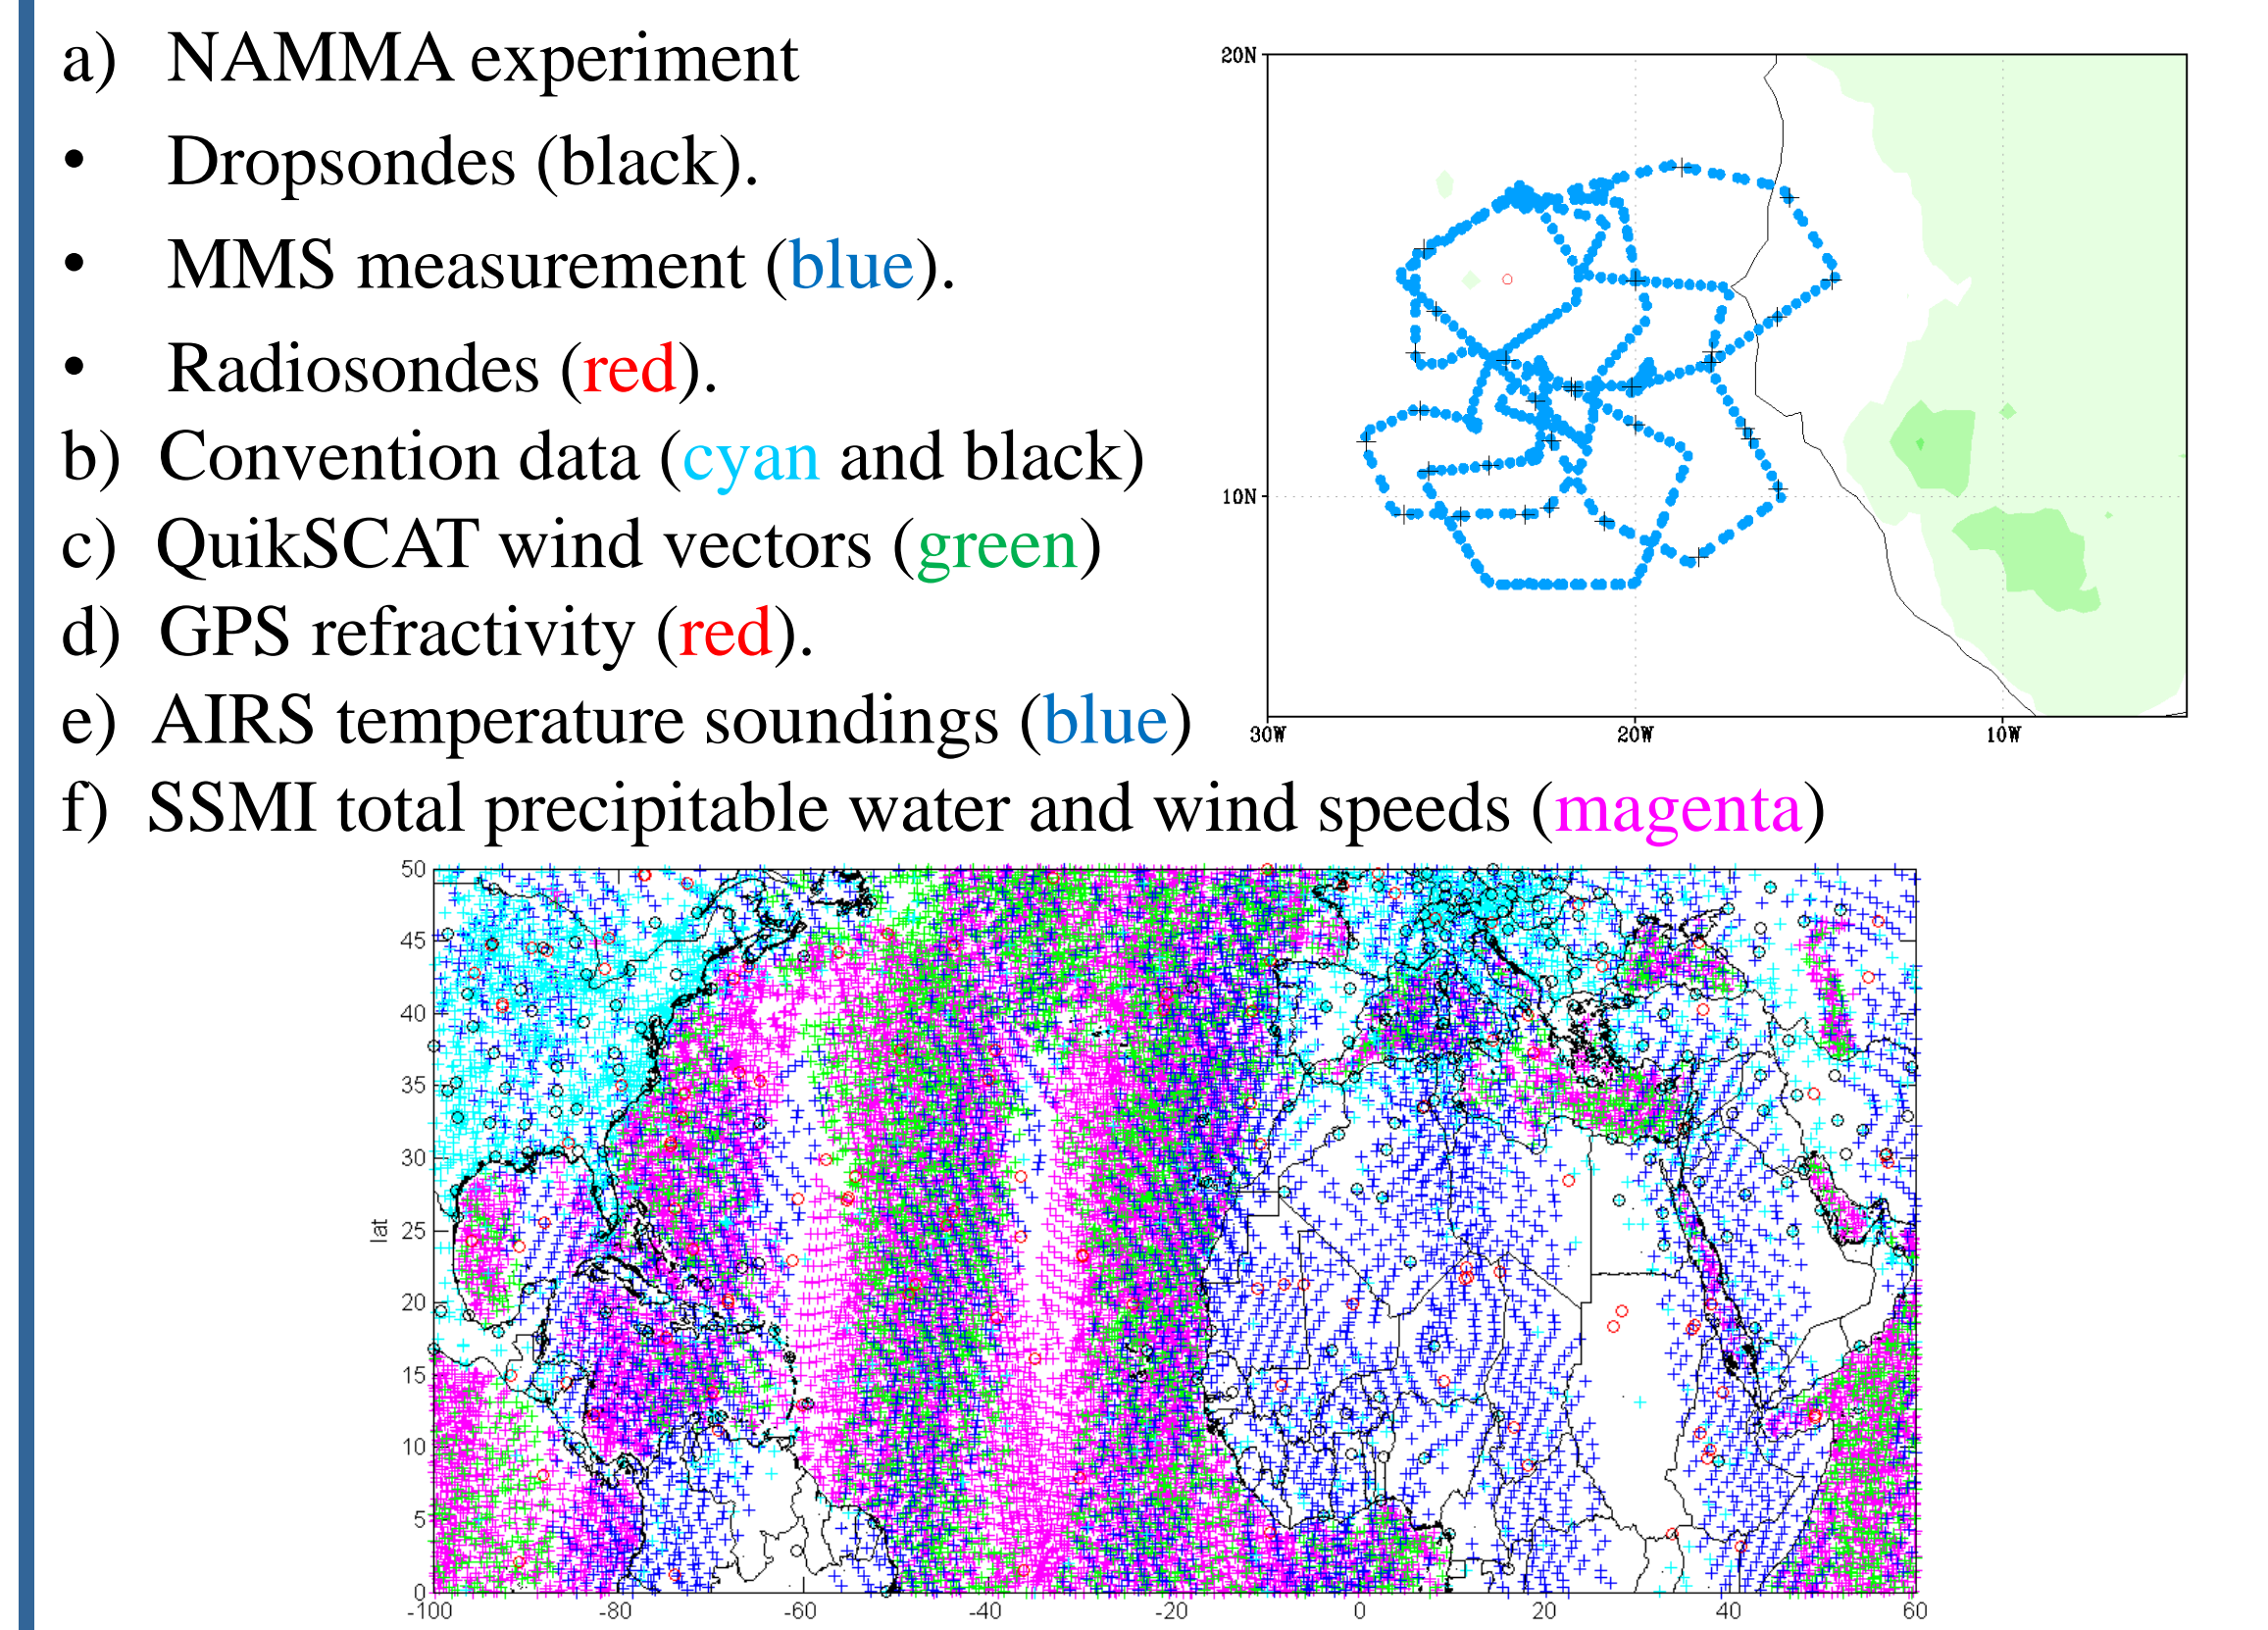 a) NAMMA experiment
• Dropsondes (black).
• MMS measurement (blue).
• Radiosondes (red).
b) Convention data (cyan and black)
c) QuikSCAT wind vectors (green)
d) GPS refractivity (red).
e) AIRS temperature soundings (blue)
f) SSMI total precipitable water and wind speeds (magenta)
20N
10N
30W 20W 10W
50
45
40
35
30
lat
25
20
15
10
5
0
-100 -80 -60 -40 -20 0 20 40 60